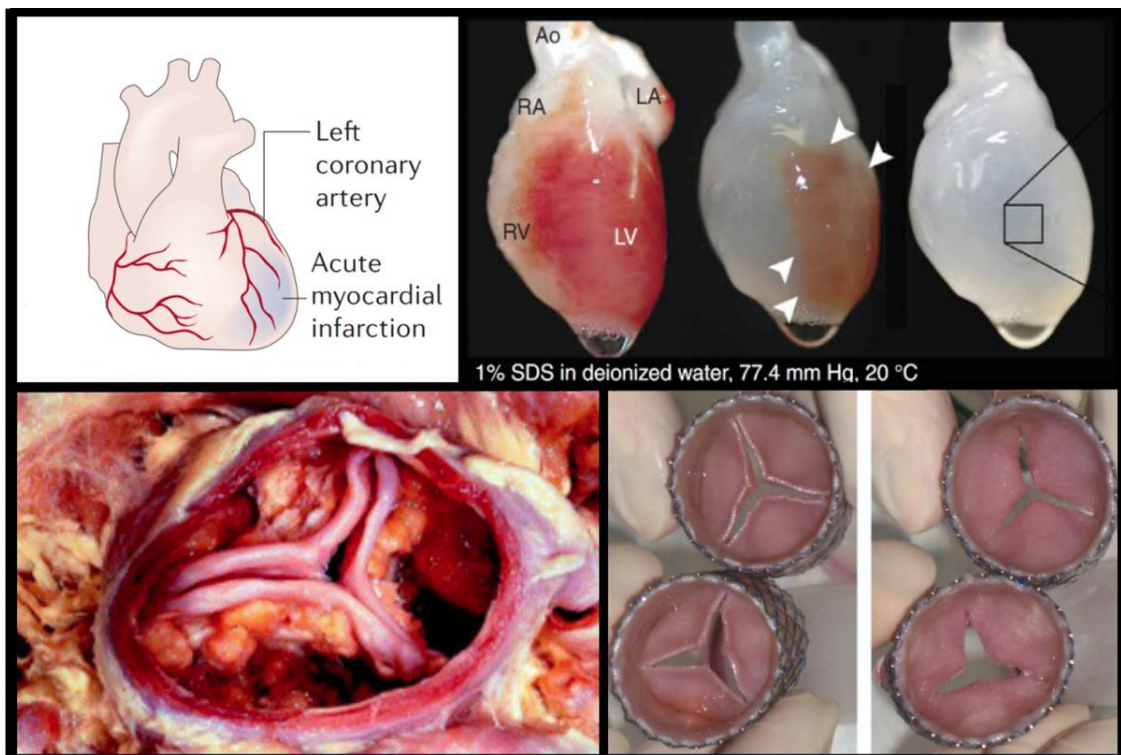 Left
coronary
artery
Acute
myocardial
infarction
Ao
RA
LA
RV
LV
1% SDS in deionized water, 77.4 mm Hg, 20 °C